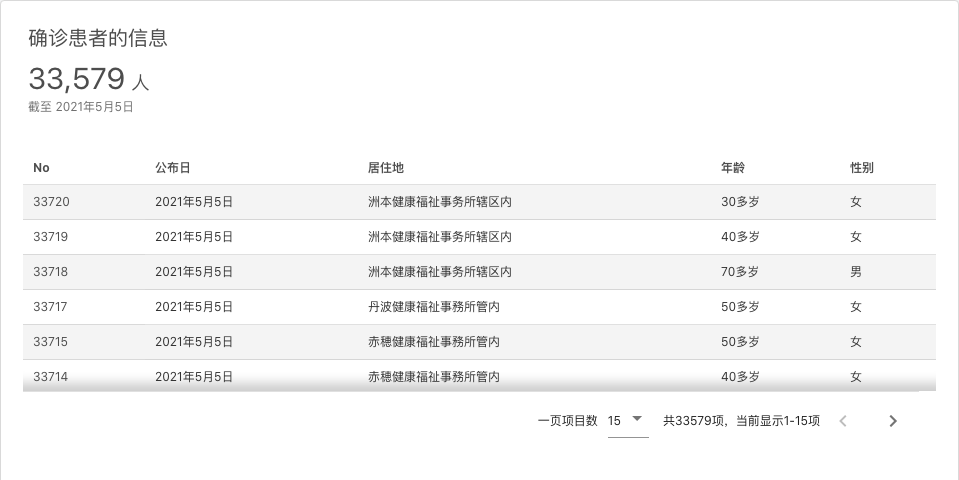 确诊患者的信息
33,579 人
截至 2021年5月5日
No 公布日 居住地 年龄 性别
33720 2021年5月5日 洲本健康福祉事务所辖区内 30多岁 女
33719 2021年5月5日 洲本健康福祉事务所辖区内 40多岁 女
33718 2021年5月5日 洲本健康福祉事务所辖区内 70多岁 男
33717 2021年5月5日 丹波健康福祉事務所管内 50多岁 女
33715 2021年5月5日 赤穂健康福祉事務所管内 50多岁 女
33714 2021年5月5日 赤穂健康福祉事務所管内 40多岁 女
一页项目数 15 共33579项，当前显示1-15项